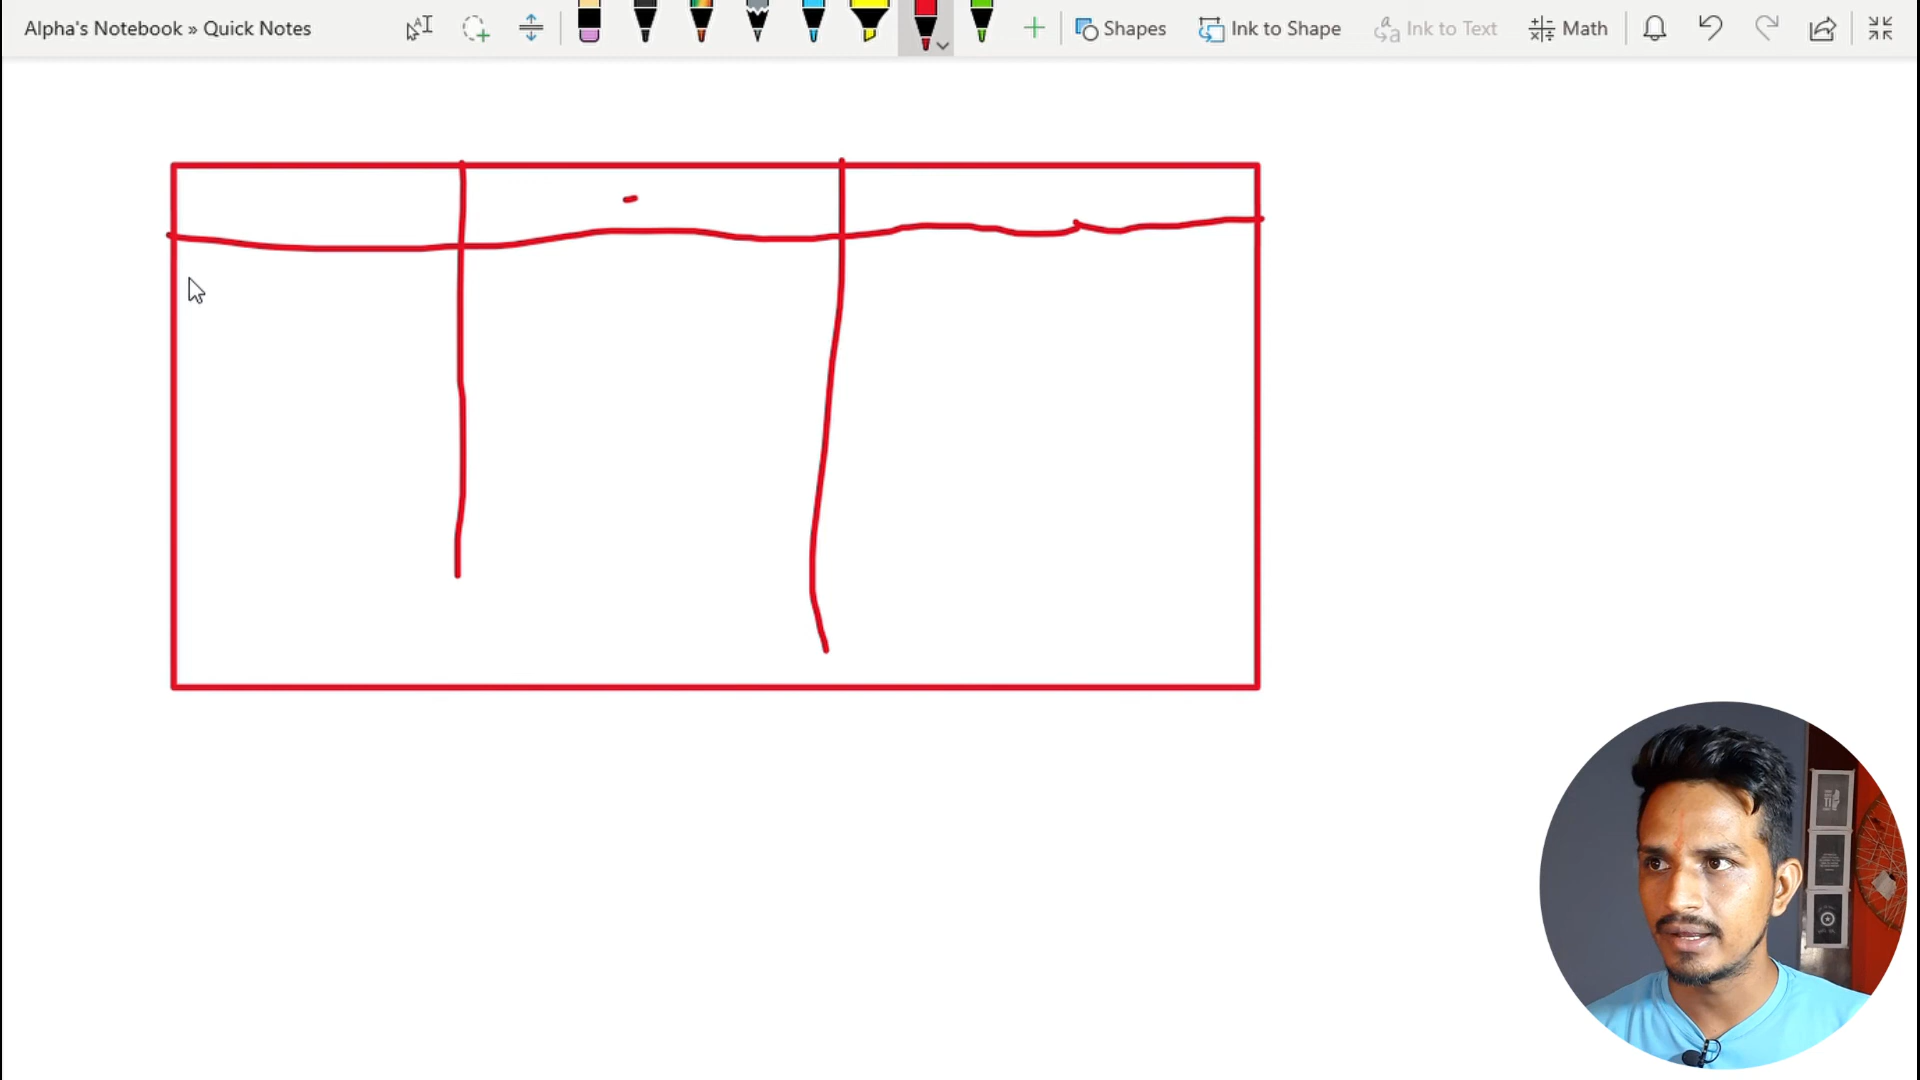 Alpha's Notebook » Quick Notes
Shapes
Ink to Shape
Ink to Text
Math